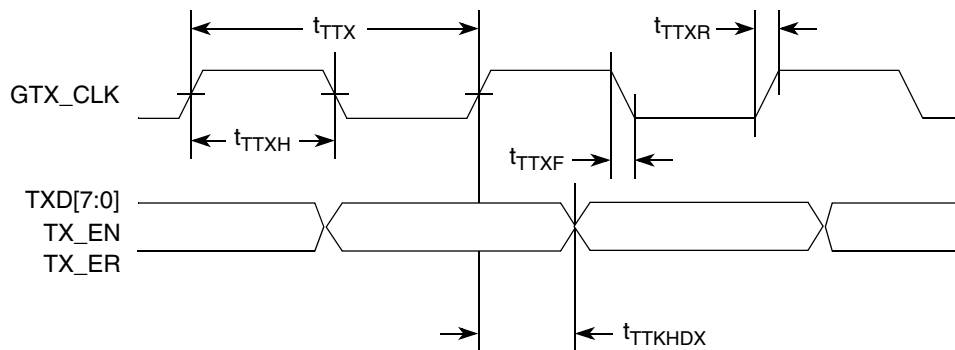 tTTX
tTTXR
GTX_CLK
tTTXH
tTTXF
TXD[7:0]
TX_EN
TX_ER
tTTKHDX